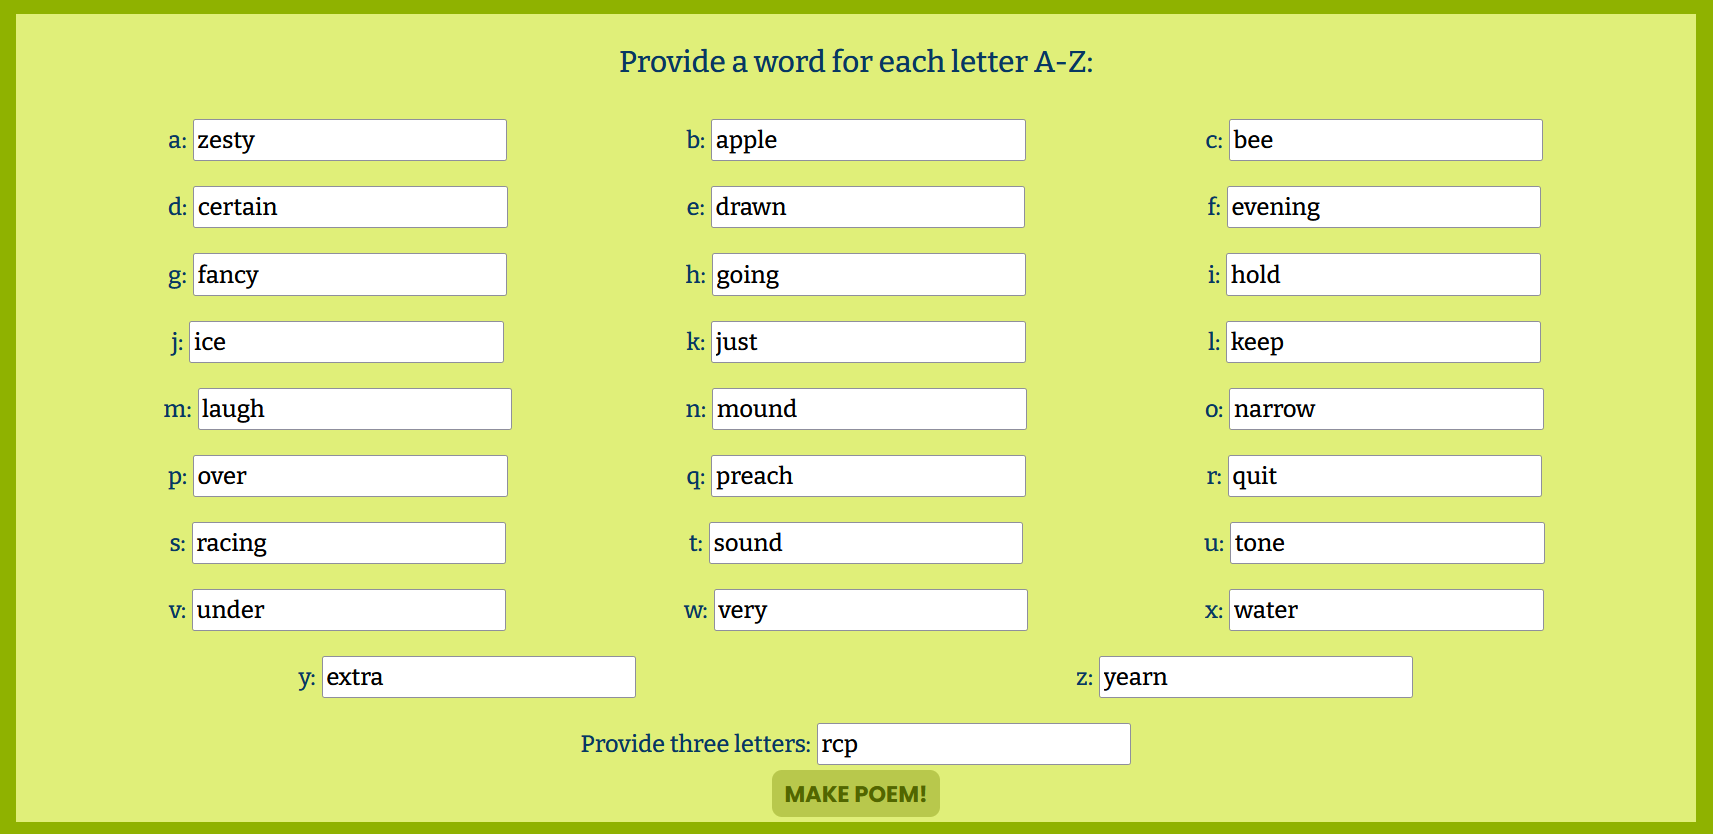 Provide a word for each letter A-Z:
a: zesty b: apple c: bee
d: certain e: drawn f: evening
g: fancy h: going i: hold
j: ice k: just l: keep
m: laugh n: mound o: narrow
p: over q: preach r: quit
s: racing t: sound u: tone
v: under w: very x: water
y: extra z: yearn
Provide three letters: rcp
MAKE POEM!